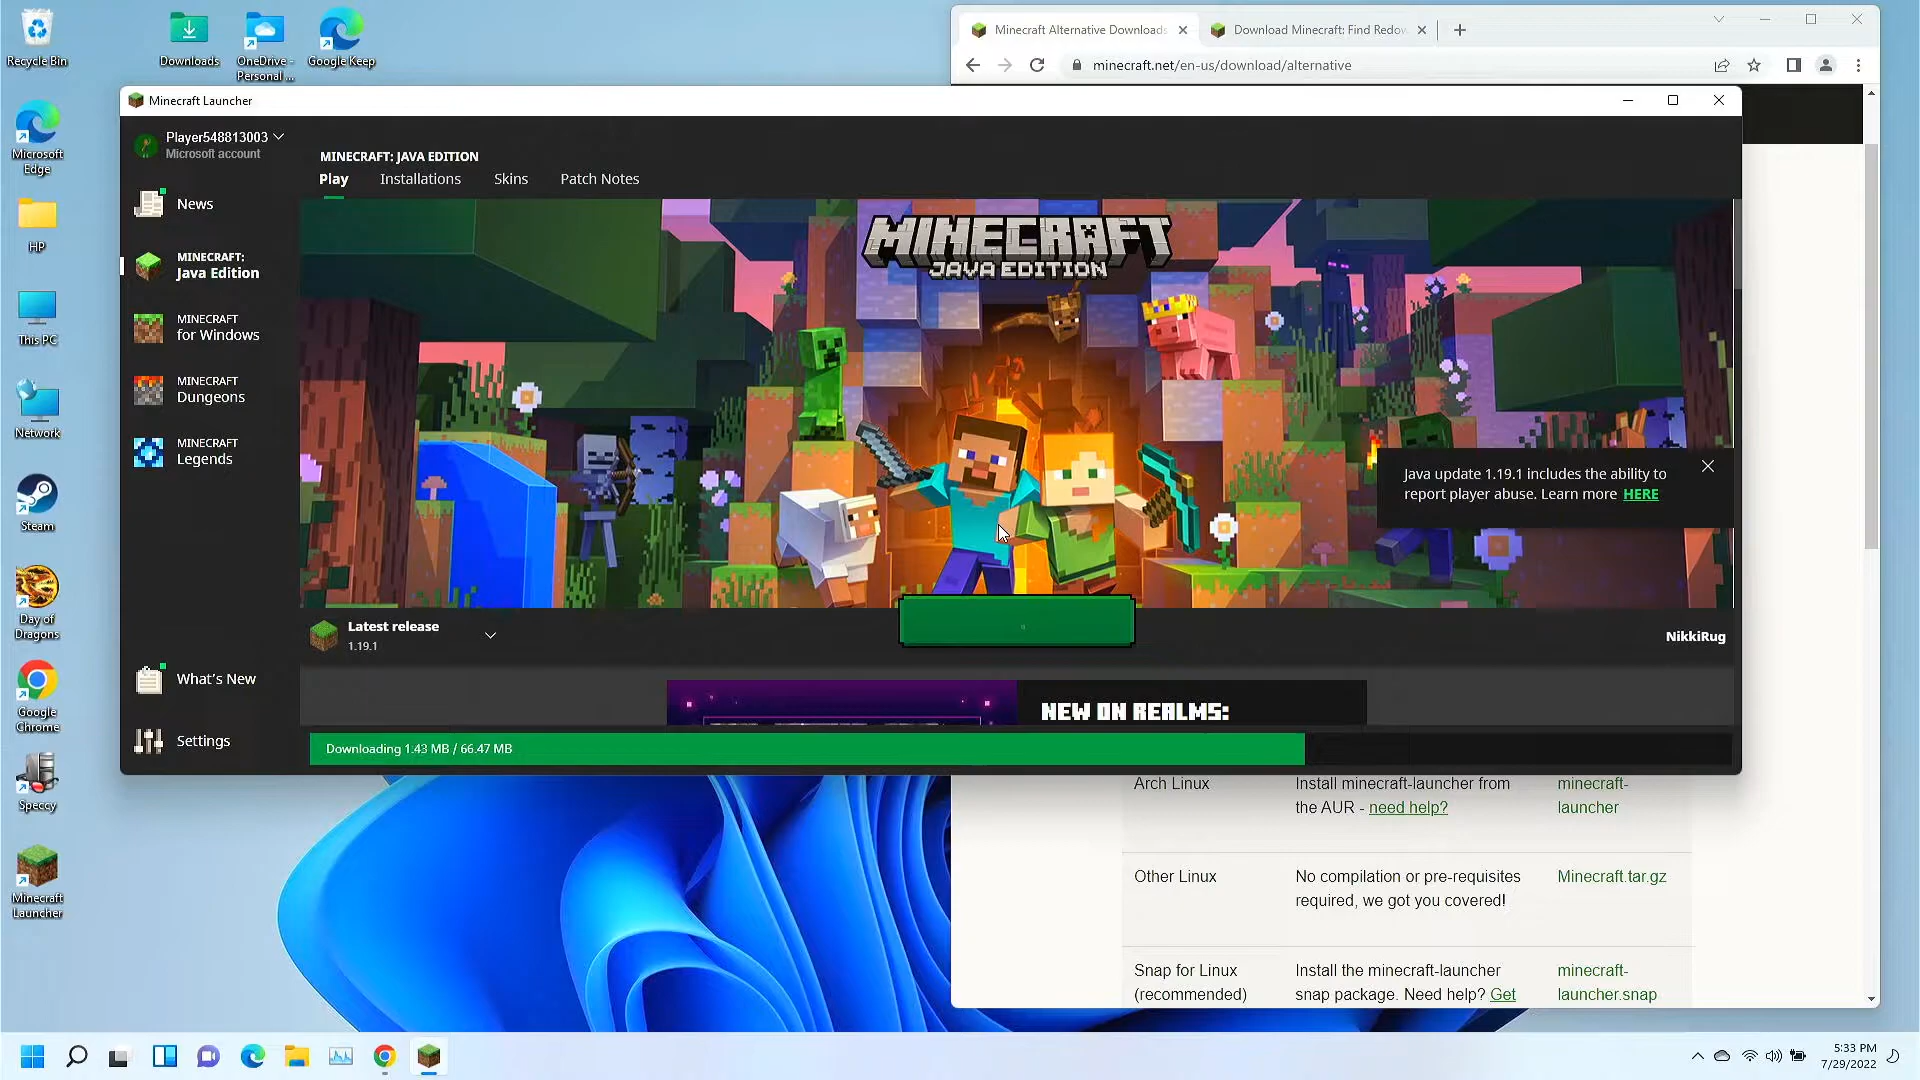 Recycle Bin
Downloads
OneDrive -
Personal ...
Google Keep
Microsoft
Edge
HP
This PC
Network
Steam
Day of
Dragons
Google
Chrome
Speccy
Minecraft
Launcher
Minecraft Alternative Downloads
Download Minecraft: Find Redow
minecraft.net/en-us/download/alternative
Minecraft Launcher
Player548813003
Microsoft account
News
MINECRAFT:
Java Edition
MINECRAFT
for Windows
MINECRAFT
Dungeons
MINECRAFT
Legends
What's New
Settings
MINECRAFT: JAVA EDITION
Play Installations Skins Patch Notes
MINECRAFT
JAVA EDITION
Java update 1.19.1 includes the ability to
report player abuse. Learn more HERE
Latest release
1.19.1
NikkiRug
NEW ON REALMS:
Downloading 1.43 MB / 66.47 MB
Arch Linux Install minecraft-launcher from minecraft-
the AUR - need help? launcher
Other Linux No compilation or pre-requisites Minecraft.tar.gz
required, we got you covered!
Snap for Linux Install the minecraft-launcher minecraft-
(recommended) snap package. Need help? Get launcher.snap
5:33 PM
7/29/2022